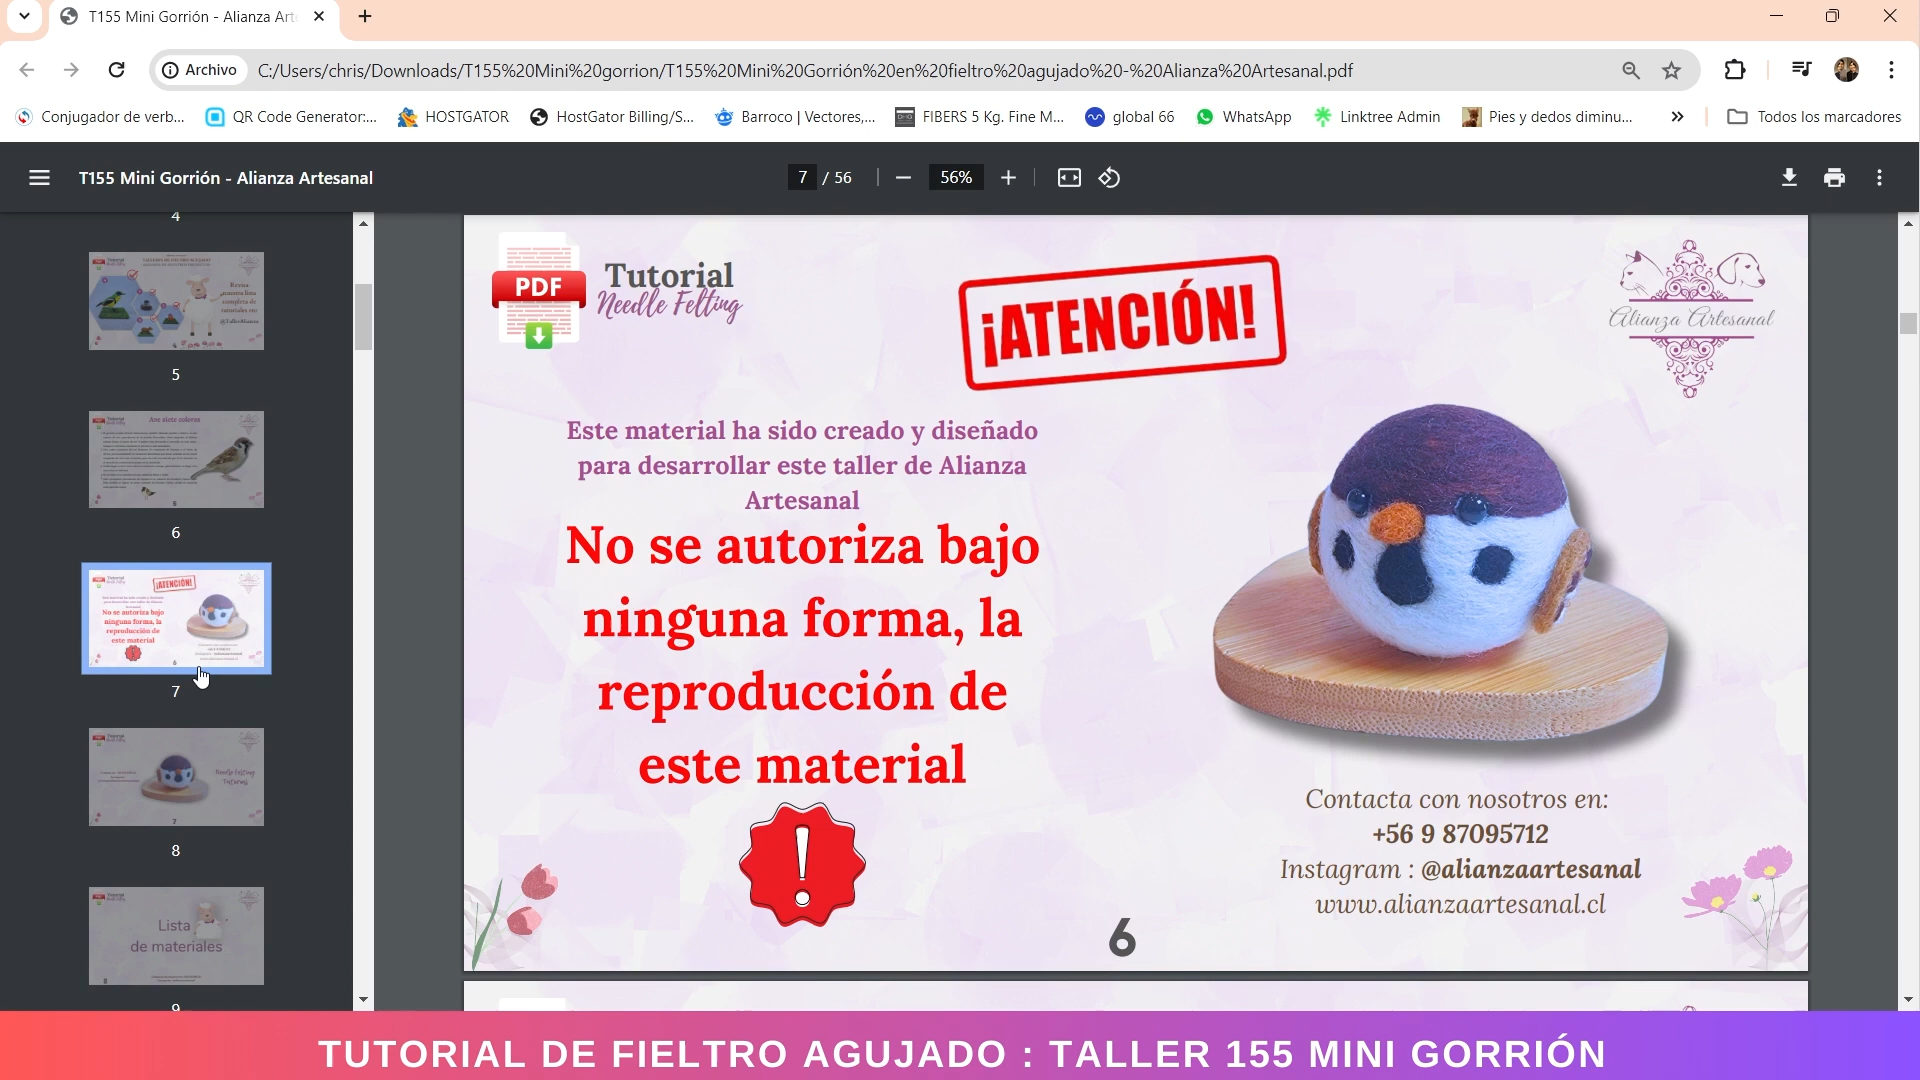 T155 Mini Gorrión - Alianza Art
Archivo
C:/Users/chris/Downloads/T155%20Mini%20gorrion/T155%20Mini%20Gorrión%20en%20fieltro%20agujado%20-%20Alianza%20Artesanal.pdf
Conjugador de verb...
QR Code Generator:...
HOSTGATOR
HostGator Billing/S...
Barroco | Vectores,...
FIBERS 5 Kg. Fine M...
global 66
WhatsApp
Linktree Admin
Pies y dedos diminu...
Todos los marcadores
T155 Mini Gorrión - Alianza Artesanal
7 / 56
56%
4
5
6
7
8
Lista
de materiales
9
PDF
Tutorial
Needle Felting
¡ATENCIÓN!
Alianza Artesanal
Este material ha sido creado y diseñado
para desarrollar este taller de Alianza
Artesanal
No se autoriza bajo
ninguna forma, la
reproducción de
este material
Contacta con nosotros en:
+56 9 87095712
Instagram : @alianzaartesanal
www.alianzaartesanal.cl
6
TUTORIAL DE FIELTRO AGUJADO : TALLER 155 MINI GORRIÓN